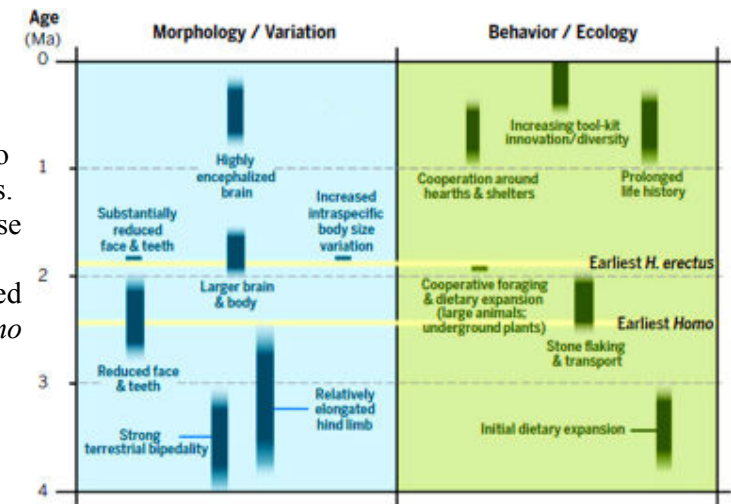 Age
(Ma)
Morphology / Variation
Behavior / Ecology
0
1
2
3
4
o
s.
se
ed
no
Highly
encephalized
brain
Substantially
reduced
face & teeth
Increased
intraspecific
body size
variation
Larger brain
& body
Reduced face
& teeth
Relatively
elongated
hind limb
Strong
terrestrial bipedality
Increasing tool-kit
innovation/diversity
Cooperation around
hearths & shelters
Prolonged
life history
Earliest H. erectus
Cooperative foraging
& dietary expansion
(large animals;
underground plants)
Earliest Homo
Stone flaking
& transport
Initial dietary expansion